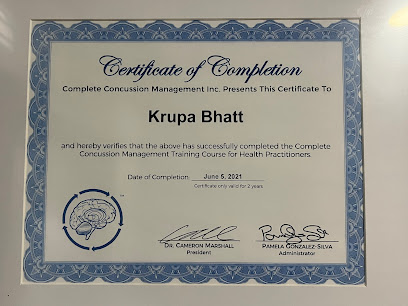 Certificate of Completion
Complete Concussion Management Inc. Presents This Certificate To
Krupa Bhatt
and hereby verifies that the above has successfully completed the Complete
Concussion Management Training Course for Health Practitioners.
Date of Completion: June 5, 2021
Certificate only valid for 2 years
DR. CAMERON MARSHALL
President
PAMELA GONZALEZ-SILVA
Administrator